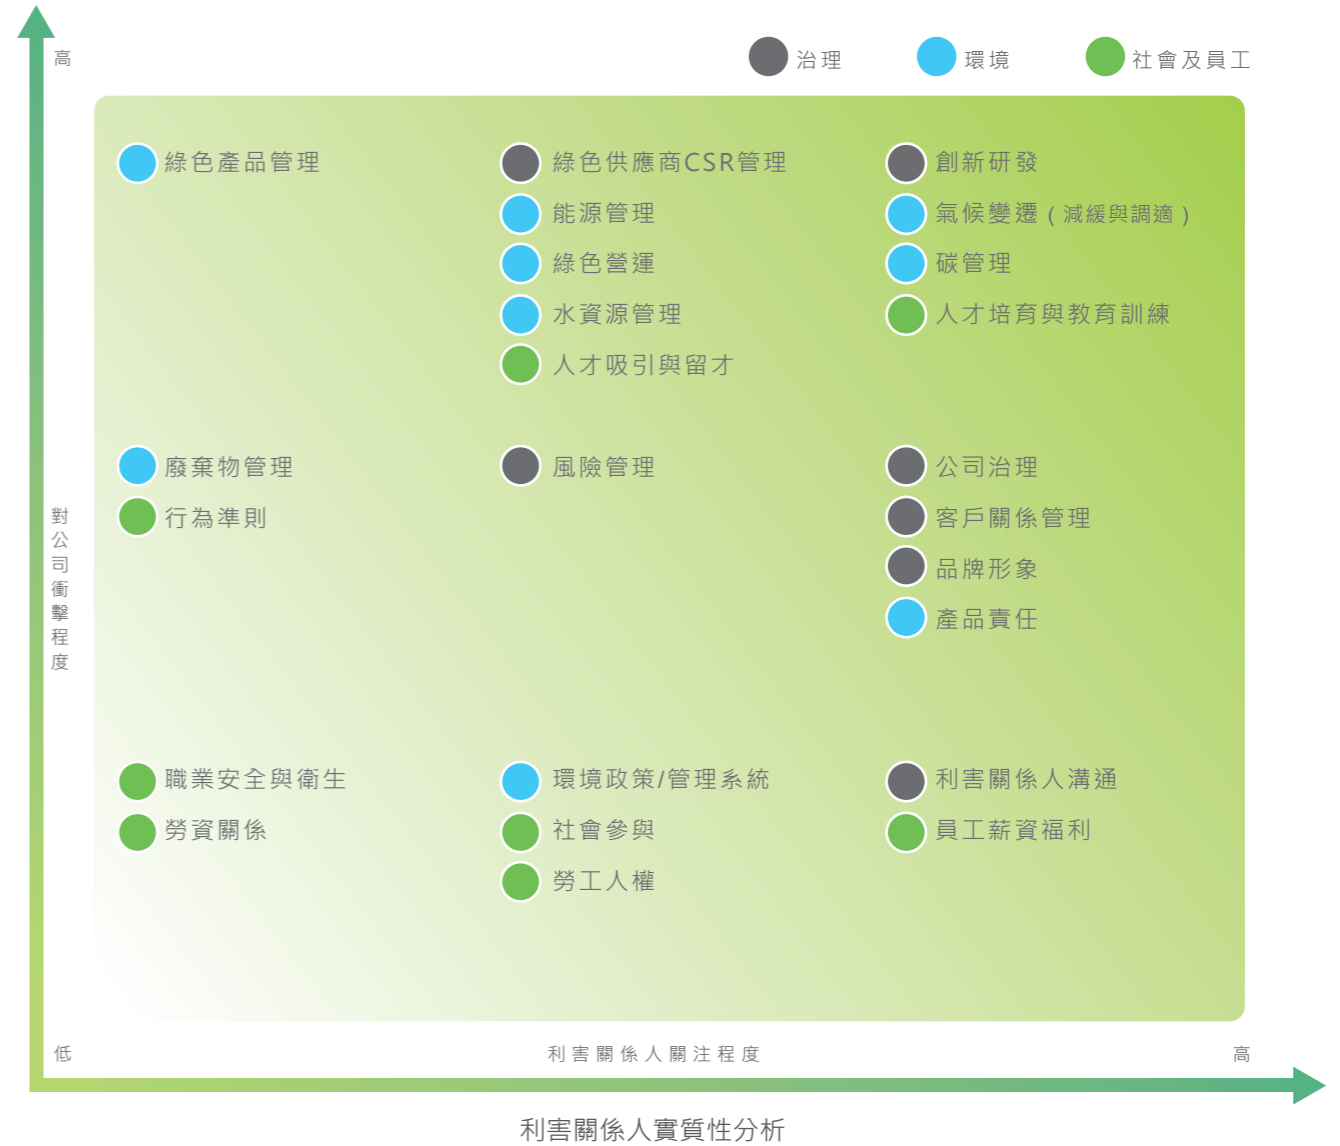 高
治理
環境
社會及員工
綠色產品管理
綠色供應商CSR管理
創新研發
能源管理
氣候變遷（減緩與調適）
綠色營運
碳管理
水資源管理
人才培育與教育訓練
人才吸引與留才
廢棄物管理
風險管理
公司治理
行為準則
客戶關係管理
品牌形象
產品責任
對公司衝擊程度
職業安全與衛生
環境政策/管理系統
利害關係人溝通
勞資關係
社會參與
員工薪資福利
勞工人權
低
利害關係人關注程度
高
利害關係人實質性分析